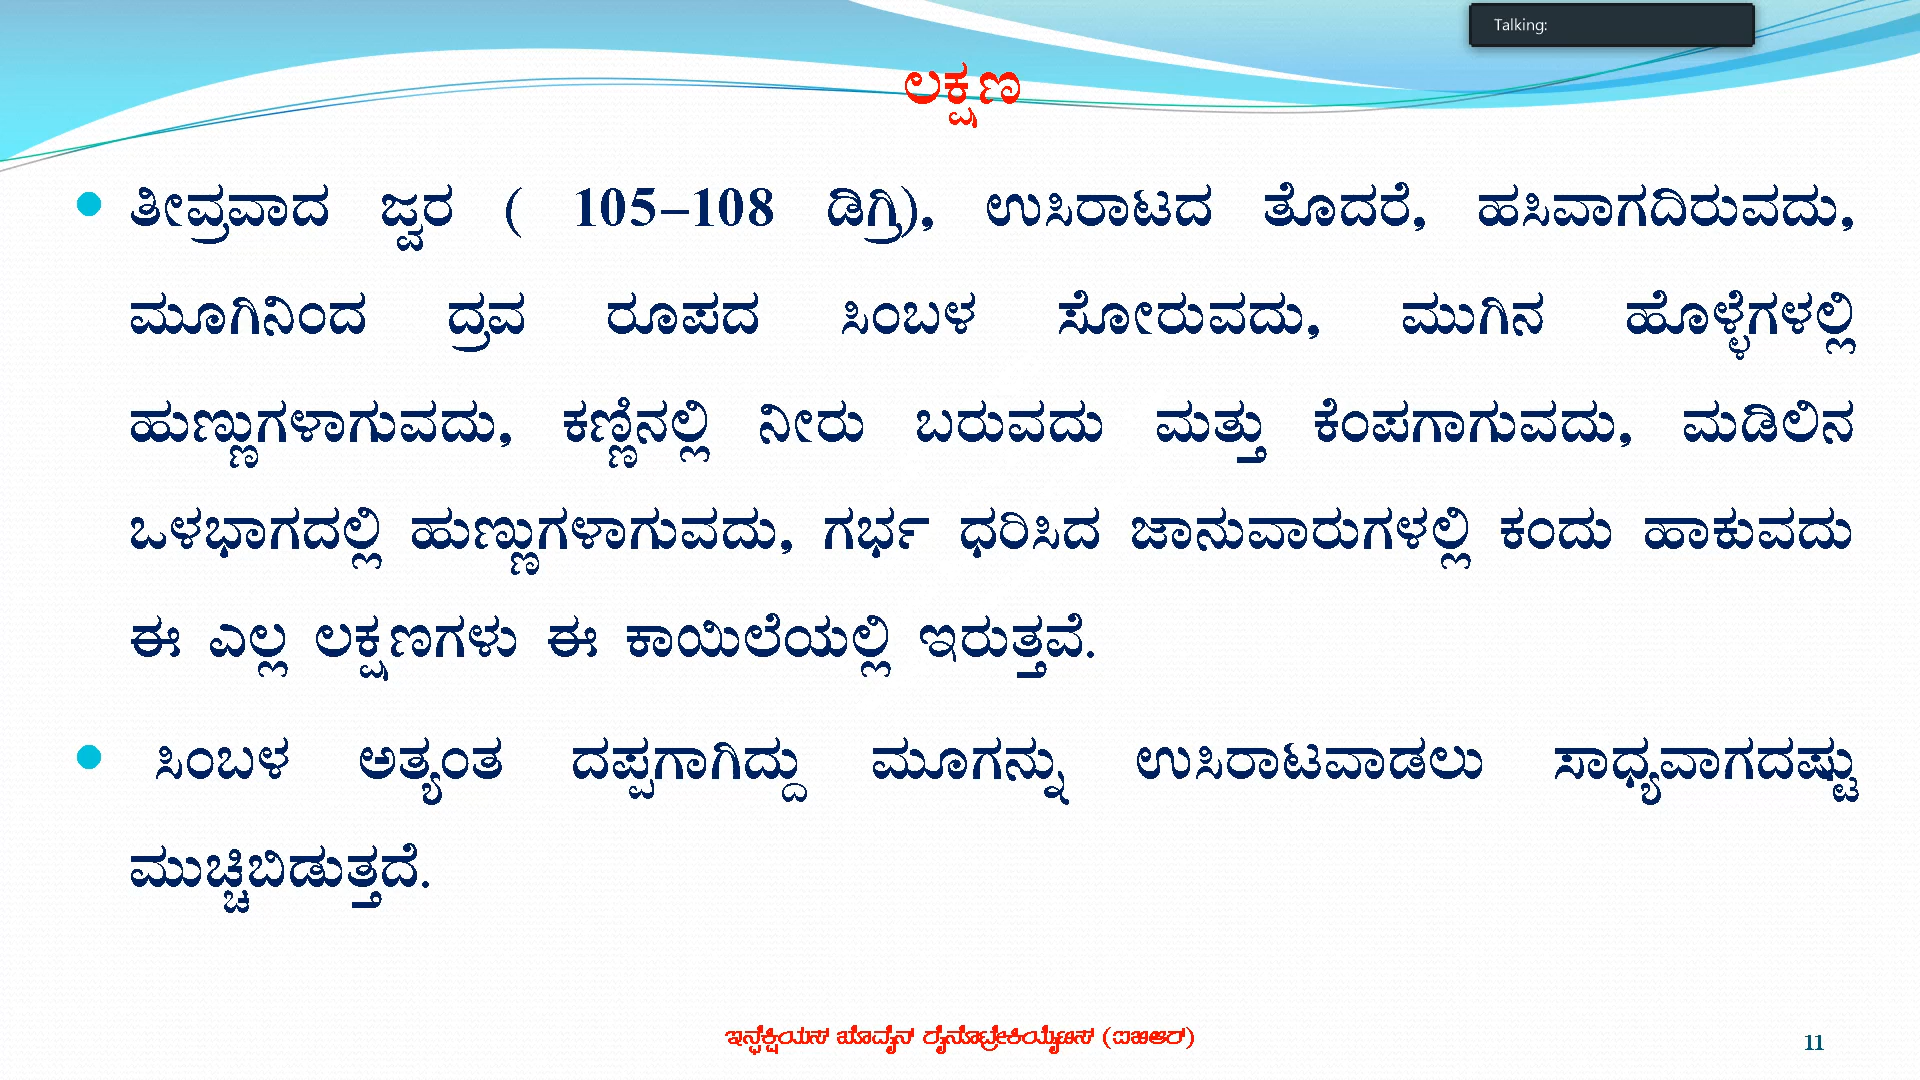 Talking:
ಲಕ್ಷಣ
ತೀವ್ರವಾದ ಜ್ವರ ( 105–108 ಡಿಗ್ರಿ), ಉಸಿರಾಟದ ತೊದರೆ, ಹಸಿವಾಗದಿರುವದು,
ಮೂಗಿನಿಂದ ದ್ರವ ರೂಪದ ಸಿಂಬಳ ಸೋರುವದು, ಮುಗಿನ ಹೊಳ್ಳೆಗಳಲ್ಲಿ
ಹುಣ್ಣುಗಳಾಗುವದು, ಕಣ್ಣಿನಲ್ಲಿ ನೀರು ಬರುವದು ಮತ್ತು ಕೆಂಪಗಾಗುವದು, ಮಡಿಲಿನ
ಒಳಭಾಗದಲ್ಲಿ ಹುಣ್ಣುಗಳಾಗುವದು, ಗರ್ಭ ಧರಿಸಿದ ಜಾನುವಾರುಗಳಲ್ಲಿ ಕಂದು ಹಾಕುವದು
ಈ ಎಲ್ಲ ಲಕ್ಷಣಗಳು ಈ ಕಾಯಿಲೆಯಲ್ಲಿ ಇರುತ್ತವೆ.
ಸಿಂಬಳ ಅತ್ಯಂತ ದಪ್ಪಗಾಗಿದ್ದು ಮೂಗನ್ನು ಉಸಿರಾಟವಾಡಲು ಸಾಧ್ಯವಾಗದಷ್ಟು
ಮುಚ್ಚಿಬಿಡುತ್ತದೆ.
11